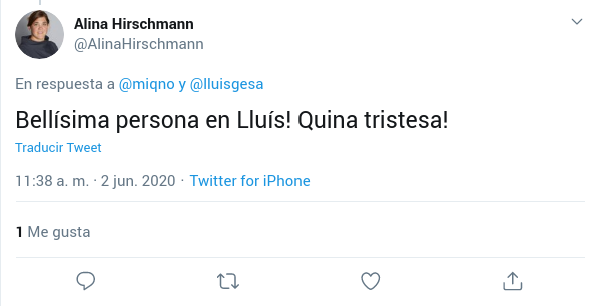 Alina Hirschmann
@AlinaHirschmann
En respuesta a @miqno y @lluisgesa
Bellísima persona en Lluís! Quina tristesa!
Traducir Tweet
11:38 a. m. · 2 jun. 2020 · Twitter for iPhone
1 Me gusta